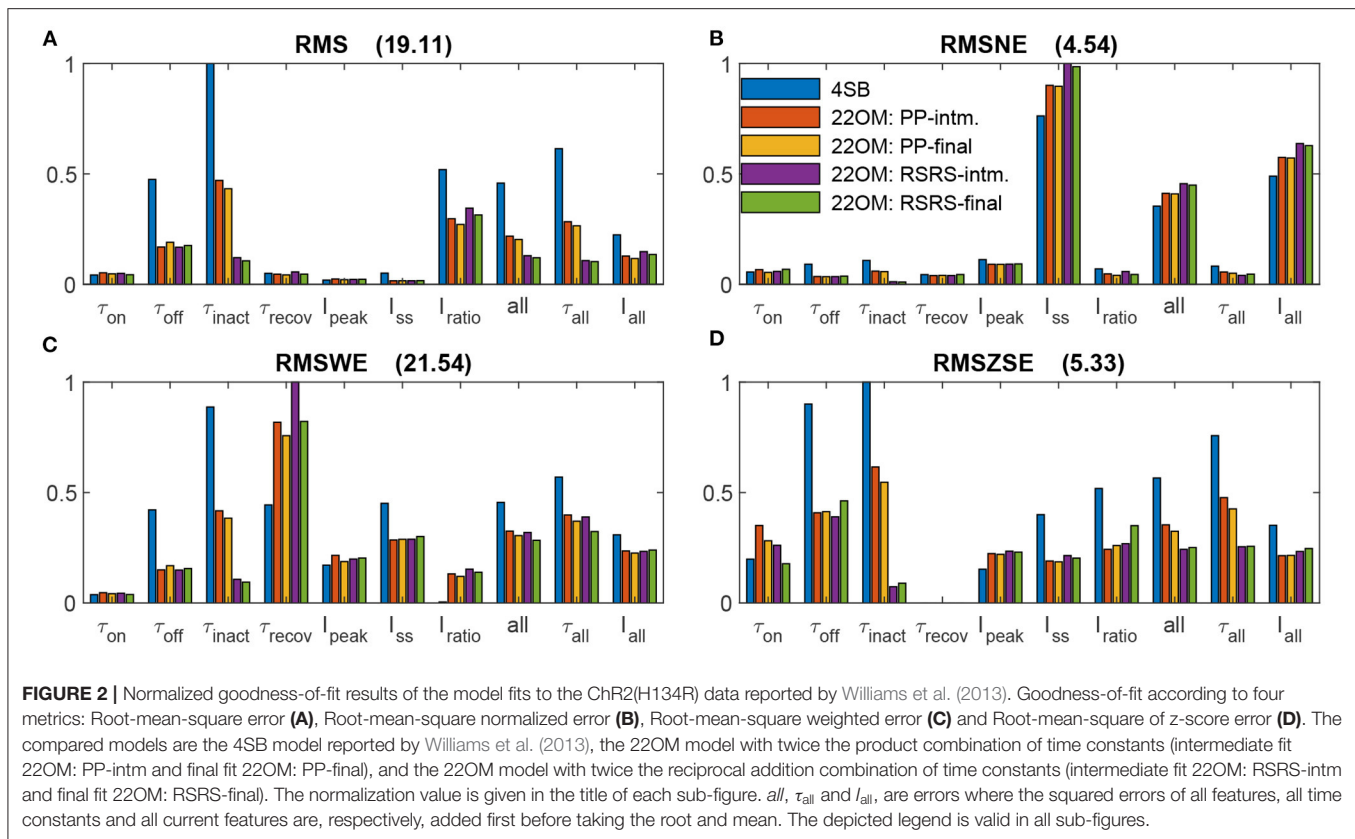 A
RMS (19.11)
1
0.5
0
τon τoff τinact τrecov Ipeak Iss Iratio all τall Iall
B
RMSNE (4.54)
1
0.5
0
4SB
22OM: PP-intm.
22OM: PP-final
22OM: RSRS-intm.
22OM: RSRS-final
τon τoff τinact τrecov Ipeak Iss Iratio all τall Iall
C
RMSWE (21.54)
1
0.5
0
τon τoff τinact τrecov Ipeak Iss Iratio all τall Iall
D
RMSZSE (5.33)
1
0.5
0
τon τoff τinact τrecov Ipeak Iss Iratio all τall Iall
FIGURE 2 | Normalized goodness-of-fit results of the model fits to the ChR2(H134R) data reported by Williams et al. (2013). Goodness-of-fit according to four
metrics: Root-mean-square error (A), Root-mean-square normalized error (B), Root-mean-square weighted error (C) and Root-mean-square of z-score error (D). The
compared models are the 4SB model reported by Williams et al. (2013), the 22OM model with twice the product combination of time constants (intermediate fit
22OM: PP-intm and final fit 22OM: PP-final), and the 22OM model with twice the reciprocal addition combination of time constants (intermediate fit 22OM: RSRS-intm
and final fit 22OM: RSRS-final). The normalization value is given in the title of each sub-figure. all, τall and Iall, are errors where the squared errors of all features, all time
constants and all current features are, respectively, added first before taking the root and mean. The depicted legend is valid in all sub-figures.